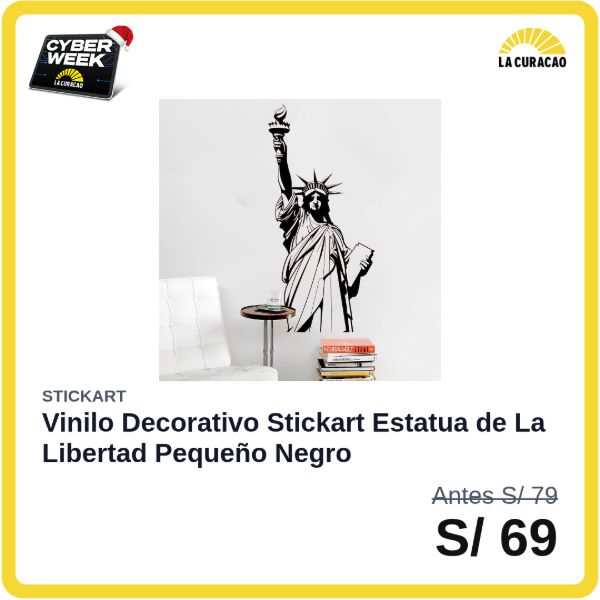 CYBER
WEEK
LA CURACAO
LA CURACAO
STICKART
Vinilo Decorativo Stickart Estatua de La
Libertad Pequeño Negro
Antes S/ 79
S/ 69